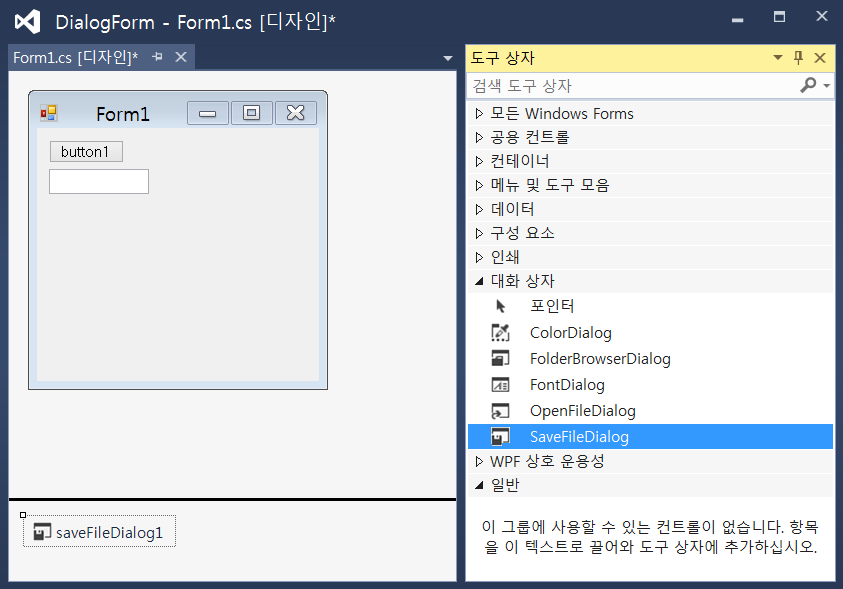 DialogForm - Form1.cs [디자인]*
Form1.cs [디자인]*
Form1
button1
saveFileDialog1
도구 상자
검색 도구 상자
모든 Windows Forms
공용 컨트롤
컨테이너
메뉴 및 도구 모음
데이터
구성 요소
인쇄
대화 상자
포인터
ColorDialog
FolderBrowserDialog
FontDialog
OpenFileDialog
SaveFileDialog
WPF 상호 운용성
일반
이 그룹에 사용할 수 있는 컨트롤이 없습니다. 항목
을 이 텍스트로 끌어와 도구 상자에 추가하십시오.